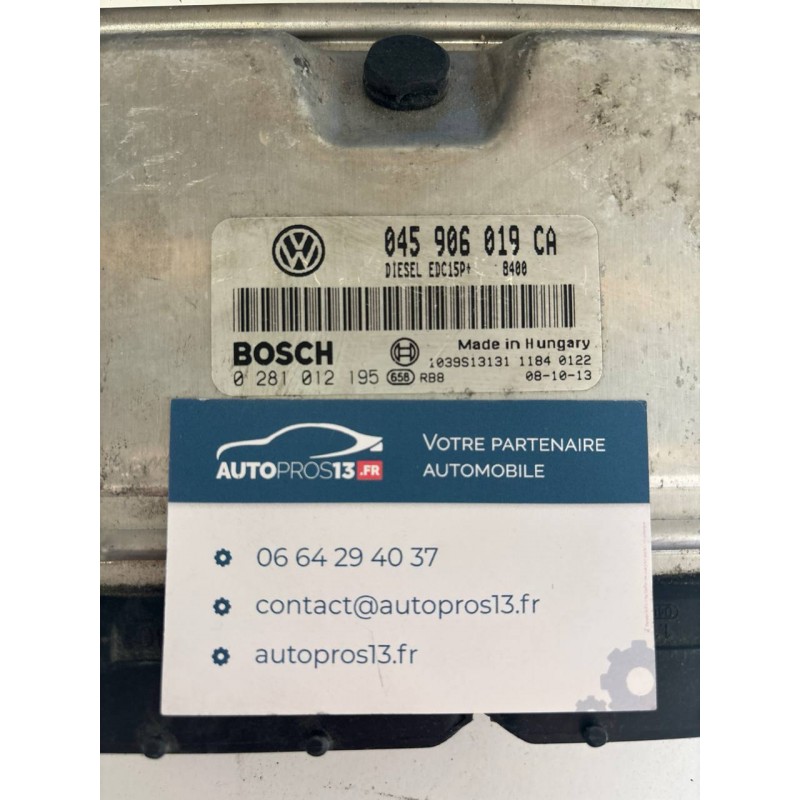 045 906 019 CA
DIESEL EDC15P+ 8400
BOSCH
Made in Hungary
1039S13131 1184 0122
0 281 012 195 656 RB8
08-10-13
AUTOPROS13.FR
VOTRE PARTENAIRE
AUTOMOBILE
06 64 29 40 37
contact@autopros13.fr
autopros13.fr